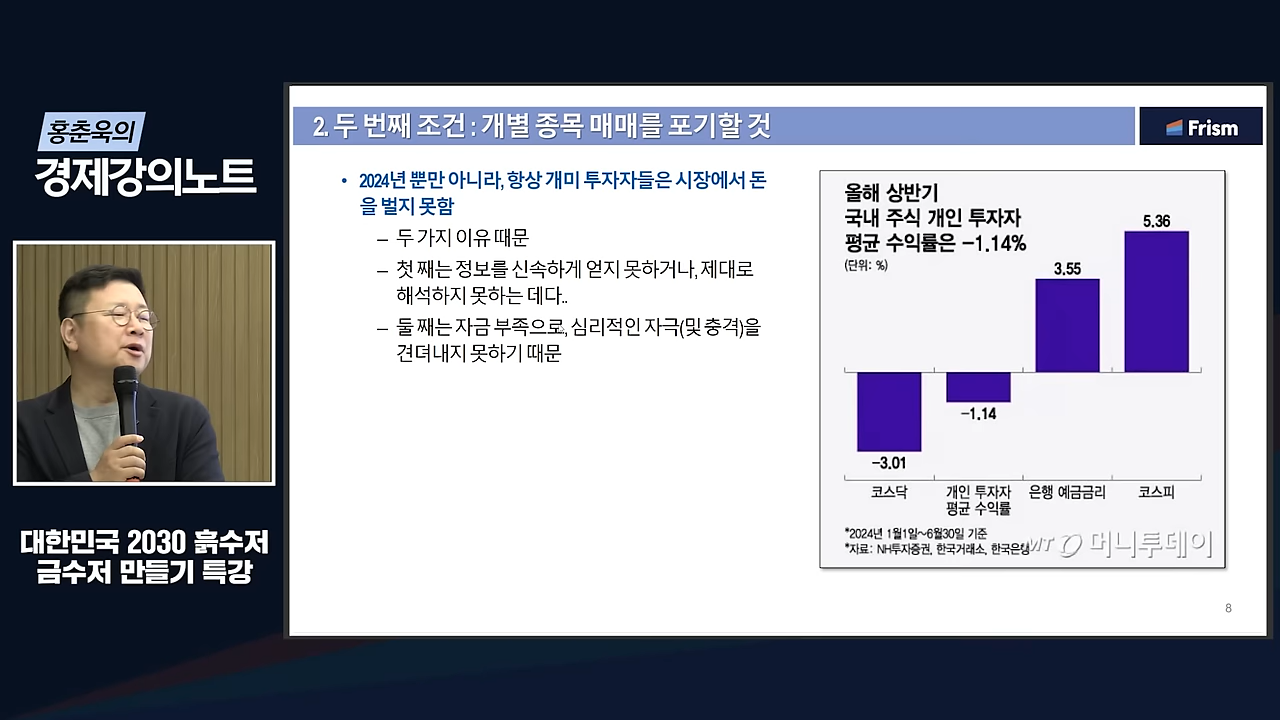 홍춘욱의
경제강의노트
대한민국 2030 흙수저
금수저 만들기 특강
2. 두 번째 조건 : 개별 종목 매매를 포기할 것
Frism
• 2024년 뿐만 아니라, 항상 개미 투자자들은 시장에서 돈
을 벌지 못함
– 두 가지 이유 때문
– 첫 째는 정보를 신속하게 얻지 못하거나, 제대로
해석하지 못하는 데다..
– 둘 째는 자금 부족으로, 심리적인 자극(및 충격)을
견뎌내지 못하기 때문
올해 상반기
국내 주식 개인 투자자
평균 수익률은 -1.14%
(단위: %)
5.36
3.55
-1.14
-3.01
코스닥
개인 투자자
평균 수익률
은행 예금금리
코스피
*2024년 1월1일~6월30일 기준
*자료: NH투자증권, 한국거래소, 한국은행
MT 머니투데이
8